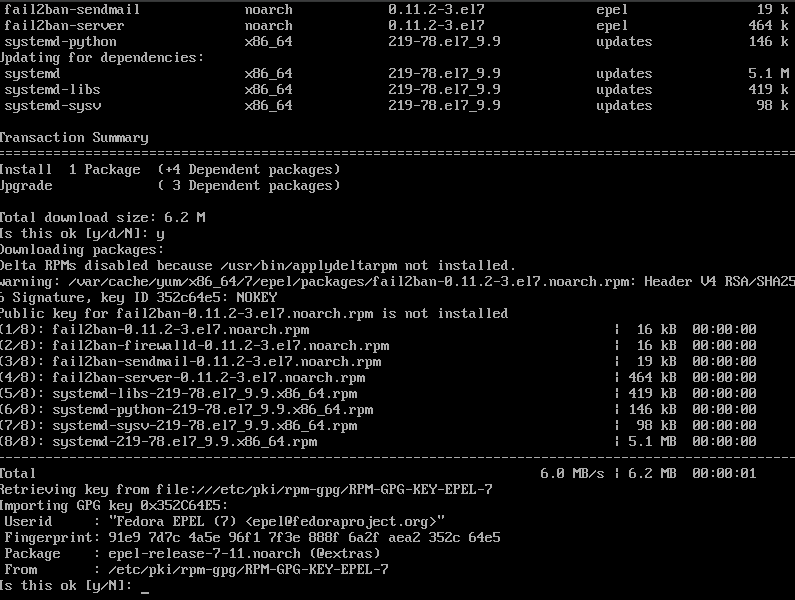 fail2ban-sendmail noarch 0.11.2-3.el7 epel 19 k
fail2ban-server noarch 0.11.2-3.el7 epel 464 k
systemd-python x86_64 219-78.el7_9.9 updates 146 k
Updating for dependencies:
systemd x86_64 219-78.el7_9.9 updates 5.1 M
systemd-libs x86_64 219-78.el7_9.9 updates 419 k
systemd-sysv x86_64 219-78.el7_9.9 updates 98 k
Transaction Summary
================================================================================
Install 1 Package (+4 Dependent packages)
Upgrade ( 3 Dependent packages)
Total download size: 6.2 M
Is this ok [y/d/N]: y
Downloading packages:
Delta RPMs disabled because /usr/bin/applydeltarpm not installed.
warning: /var/cache/yum/x86_64/7/epel/packages/fail2ban-0.11.2-3.el7.noarch.rpm: Header V4 RSA/SHA25
6 Signature, key ID 352c64e5: NOKEY
Public key for fail2ban-0.11.2-3.el7.noarch.rpm is not installed
(1/8): fail2ban-0.11.2-3.el7.noarch.rpm | 16 kB 00:00:00
(2/8): fail2ban-firewalld-0.11.2-3.el7.noarch.rpm | 16 kB 00:00:00
(3/8): fail2ban-sendmail-0.11.2-3.el7.noarch.rpm | 19 kB 00:00:00
(4/8): fail2ban-server-0.11.2-3.el7.noarch.rpm | 464 kB 00:00:00
(5/8): systemd-libs-219-78.el7_9.9.x86_64.rpm | 419 kB 00:00:00
(6/8): systemd-python-219-78.el7_9.9.x86_64.rpm | 146 kB 00:00:00
(7/8): systemd-sysv-219-78.el7_9.9.x86_64.rpm | 98 kB 00:00:00
(8/8): systemd-219-78.el7_9.9.x86_64.rpm | 5.1 MB 00:00:00
--------------------------------------------------------------------------------
Total 6.0 MB/s | 6.2 MB 00:00:01
Retrieving key from file:///etc/pki/rpm-gpg/RPM-GPG-KEY-EPEL-7
Importing GPG key 0x352C64E5:
Userid : "Fedora EPEL (7) <epel@fedoraproject.org>"
Fingerprint: 91e9 7d7c 4a5e 96f1 7f3e 888f 6a2f aea2 352c 64e5
Package : epel-release-7-11.noarch (@extras)
From : /etc/pki/rpm-gpg/RPM-GPG-KEY-EPEL-7
Is this ok [y/N]: _